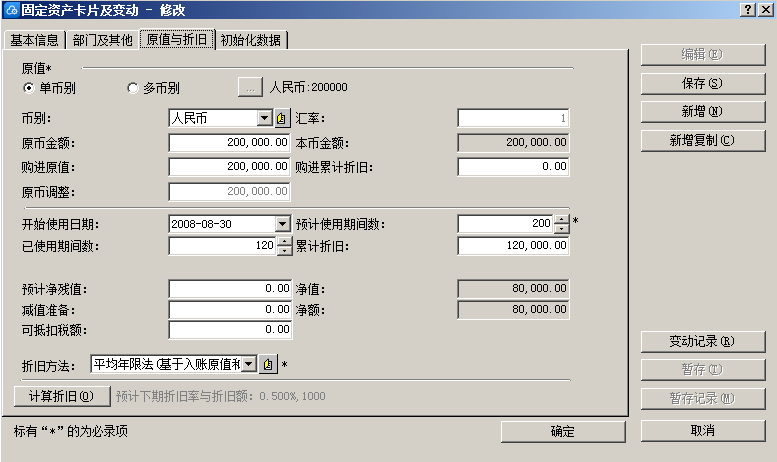 固定资产卡片及变动 - 修改
基本信息 部门及其他 原值与折旧 初始化数据
原值*
单币别 多币别 ... 人民币:200000
币别: 人民币 汇率: 1
原币金额: 200,000.00 本币金额: 200,000.00
购进原值: 200,000.00 购进累计折旧: 0.00
原币调整: 200,000.00
开始使用日期: 2008-08-30 预计使用期间数: 200 *
已使用期间数: 120 累计折旧: 120,000.00
预计净残值: 0.00 净值: 80,000.00
减值准备: 0.00 净额: 80,000.00
可抵扣税额: 0.00
折旧方法: 平均年限法(基于入账原值和 *
计算折旧(O) 预计下期折旧率与折旧额: 0.500%,1000
标有“*”的为必录项
确定
编辑(E)
保存(S)
新增(N)
新增复制(C)
变动记录(R)
暂存(T)
暂存记录(M)
取消